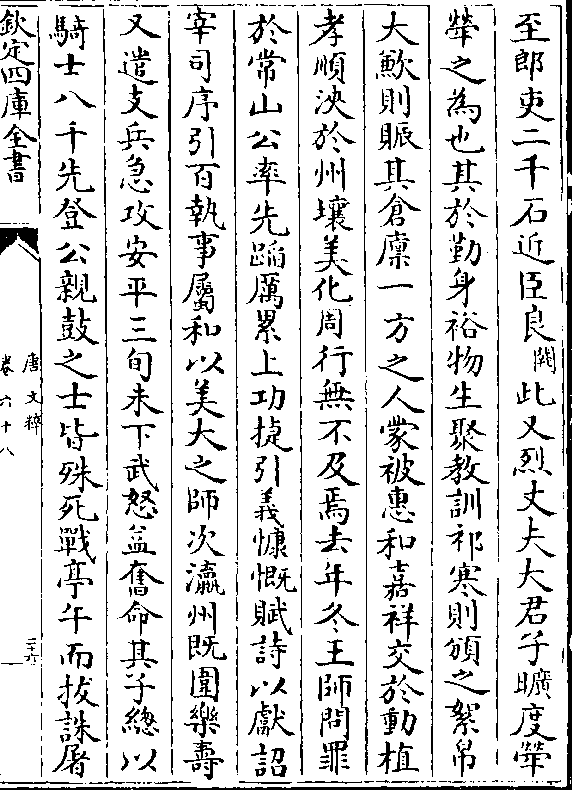 至郎吏二千石近臣良闕此又烈丈夫大君子曠度犖
犖之為也其於勤身裕物生聚教訓祁寒則頒之絮帛
大歉則賑其倉廩一方之人蒙被惠和嘉祥交於動植
孝順浹於州壤美化周行無不及焉去年冬王師問罪
於常山公率先蹈厲累上功捷引義慷慨賦詩以獻詔
宰司序引百執事屬和以美大之師次瀛州既圍樂壽
又遣支兵急攻安平三旬未下武怒益奮命其子總以
騎士八千先登公親鼓之士皆殊死戰亭午而拔誅屠
欽定四庫全書
唐文粹
卷六十八